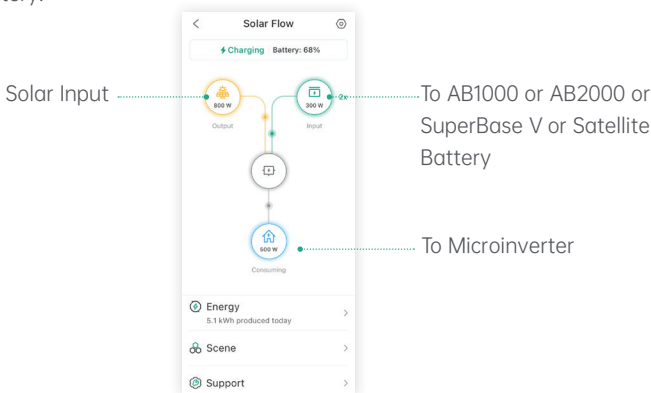 tery.
Solar Flow
Charging Battery: 68%
Solar Input
800 W
Output
300 W
2x
Input
To AB1000 or AB2000 or
SuperBase V or Satellite
Battery
500 W
Consuming
To Microinverter
Energy
5.1 kWh produced today
Scene
Support